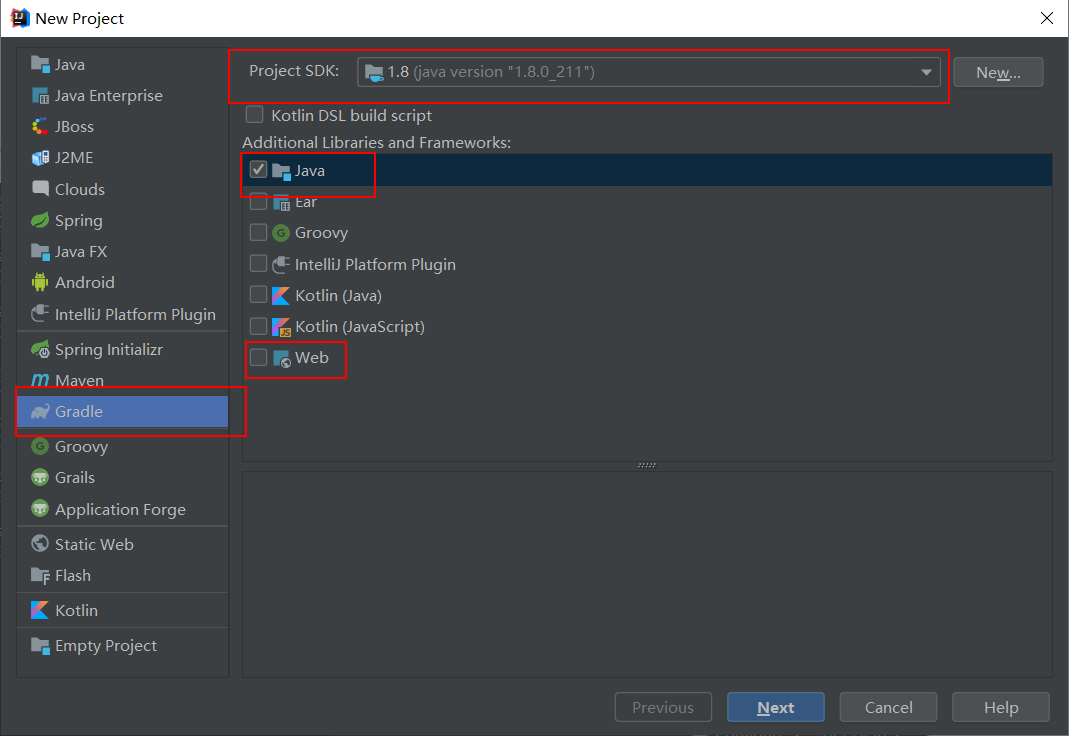 New Project
Java
Java Enterprise
JBoss
J2ME
Clouds
Spring
Java FX
Android
IntelliJ Platform Plugin
Spring Initializr
Maven
Gradle
Groovy
Grails
Application Forge
Static Web
Flash
Kotlin
Empty Project
Project SDK: 1.8 (java version "1.8.0_211") New...
Kotlin DSL build script
Additional Libraries and Frameworks:
Java
Ear
Groovy
IntelliJ Platform Plugin
Kotlin (Java)
Kotlin (JavaScript)
Web
Previous Next Cancel Help